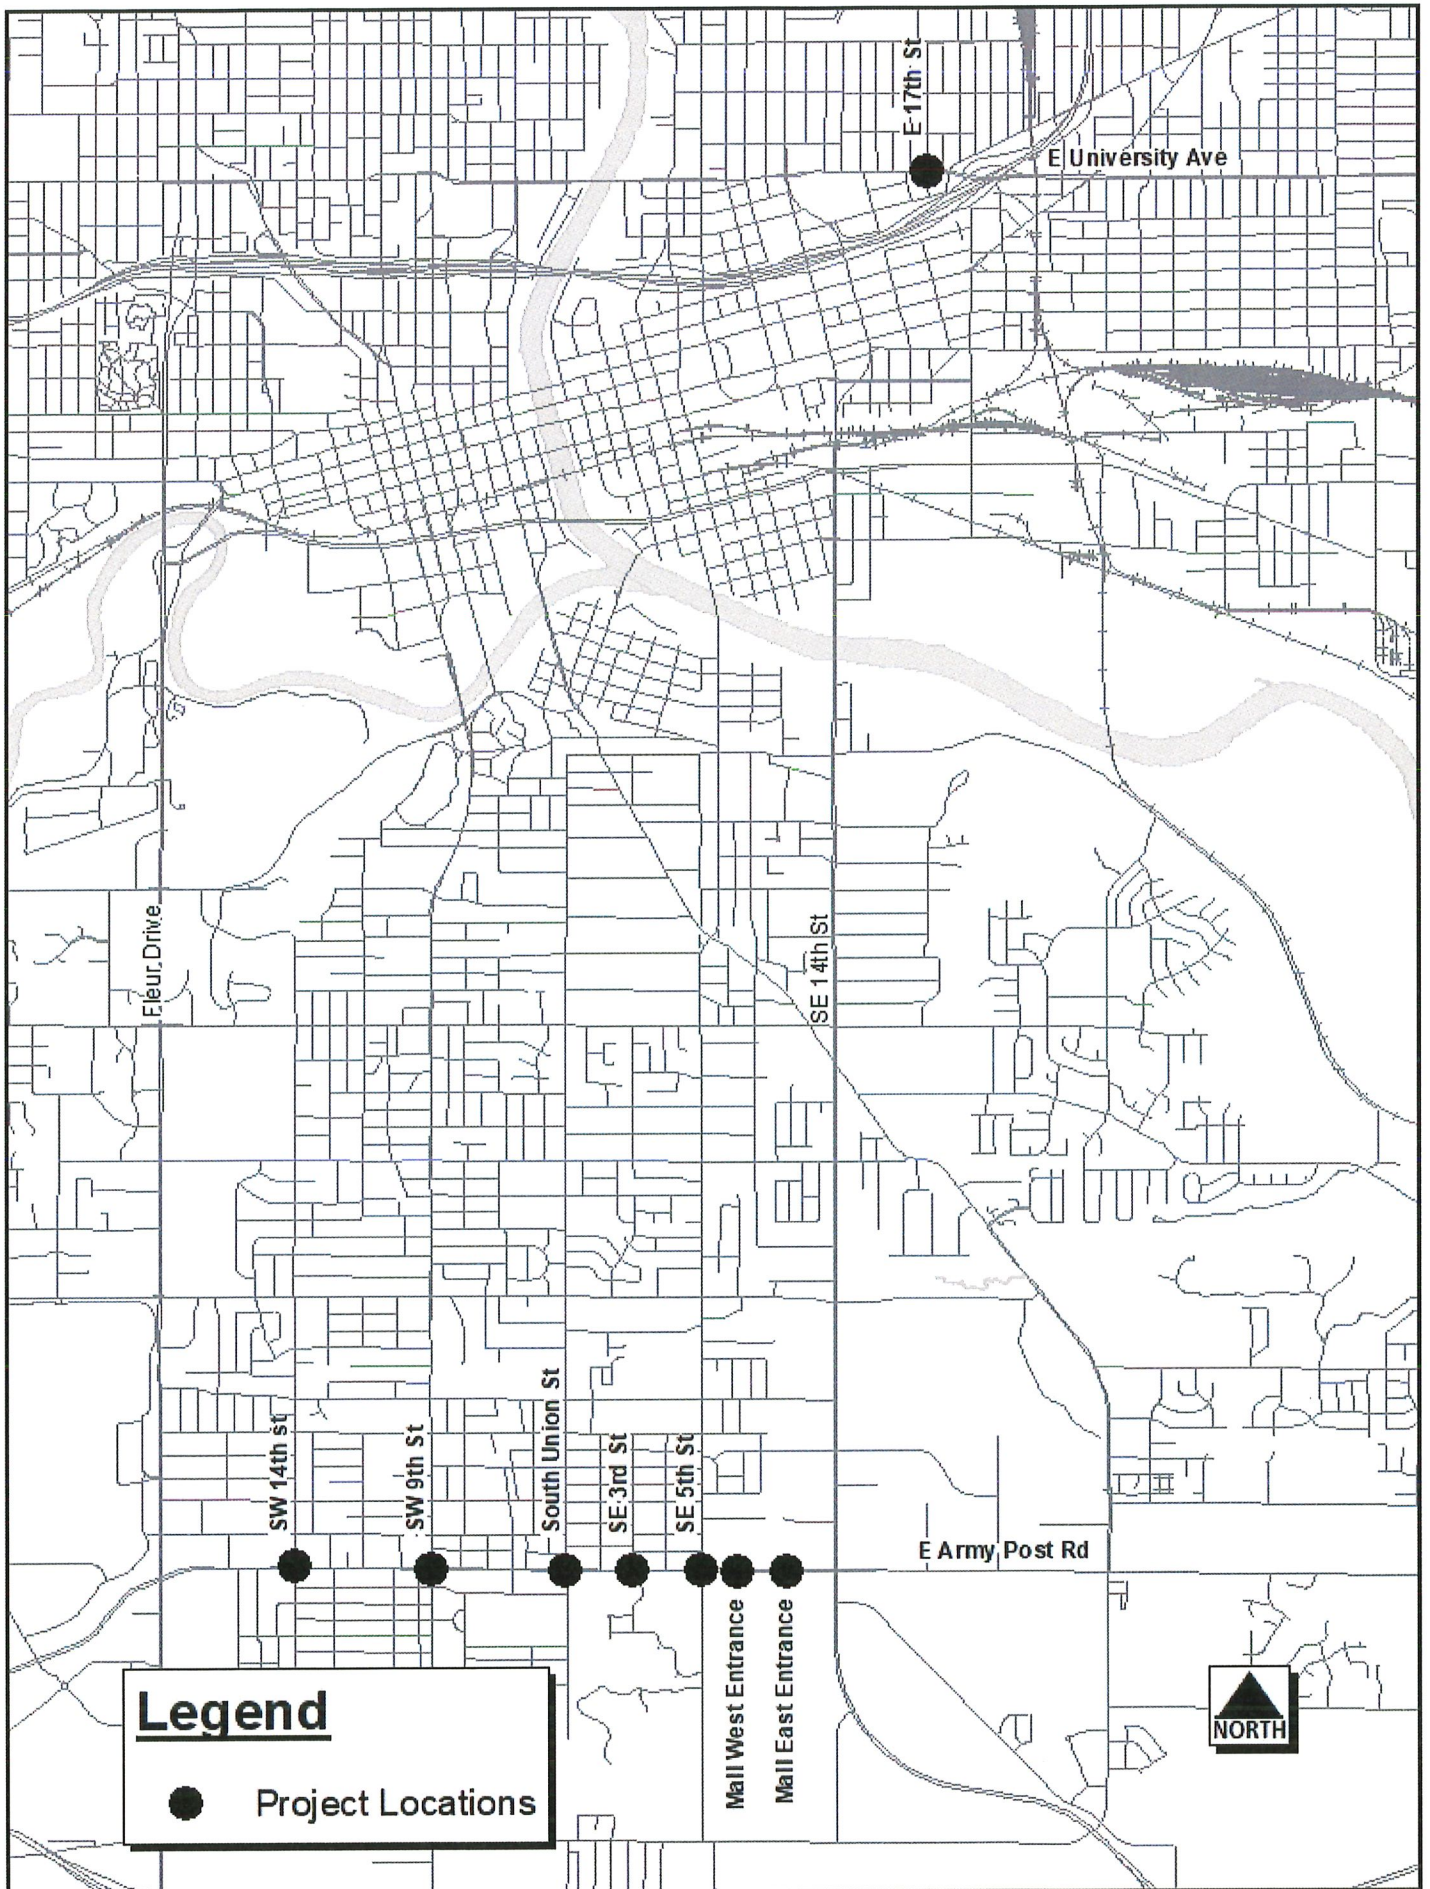 E 17th St
E University Ave
Fleur Drive
SE 14th St
SW 14th st
SW 9th St
South Union St
SE 3rd St
SE 5th St
E Army Post Rd
Mall West Entrance
Mall East Entrance
Legend
Project Locations
NORTH